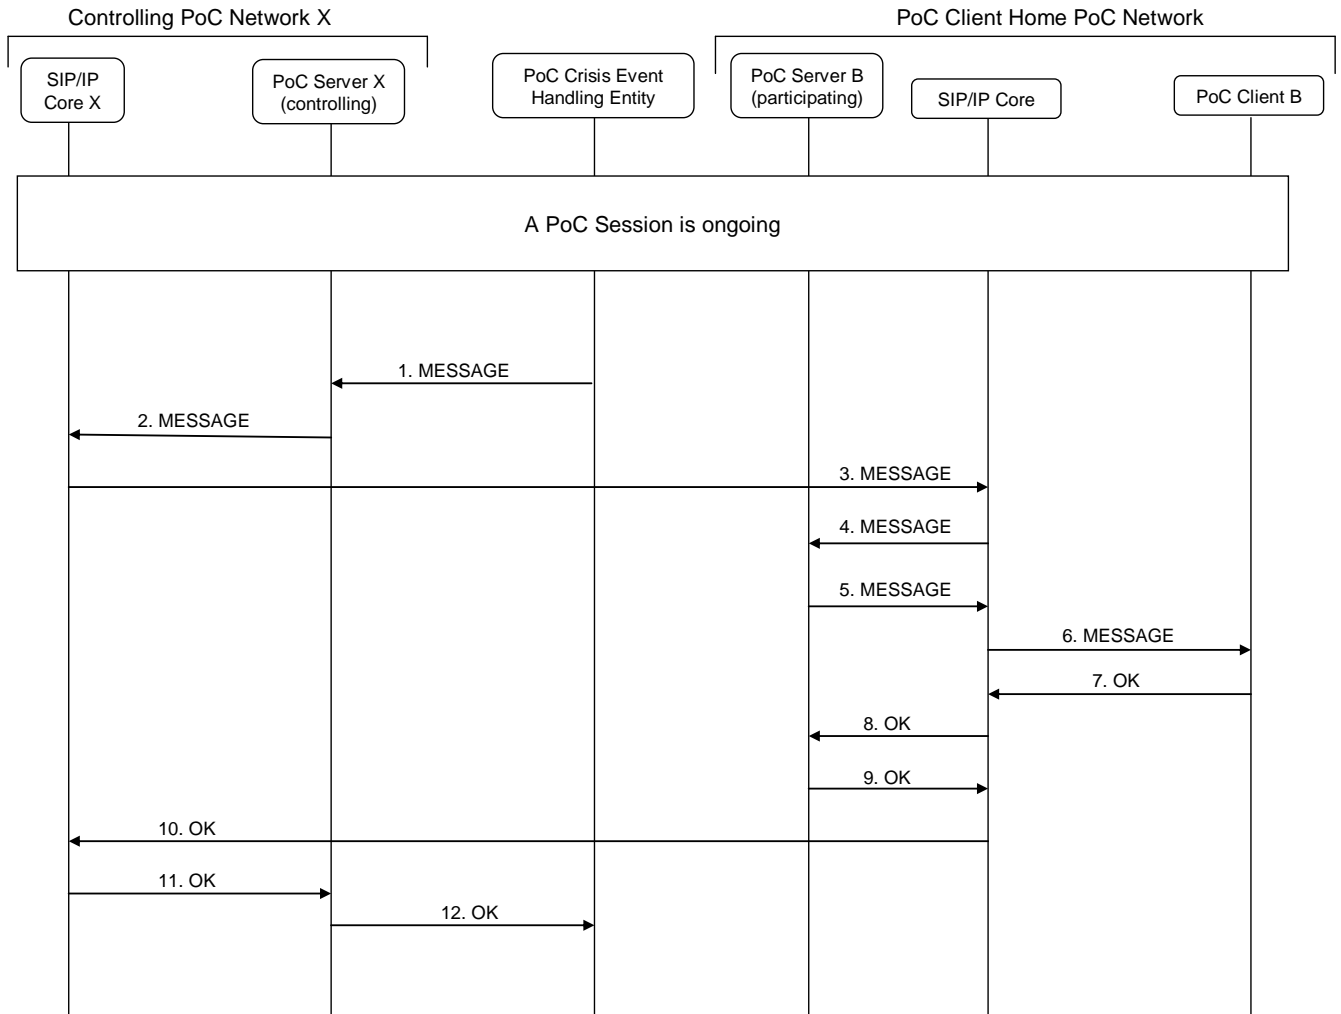 Controlling PoC Network X
PoC Client Home PoC Network
SIP/IP
Core X
PoC Server X
(controlling)
PoC Crisis Event
Handling Entity
PoC Server B
(participating)
SIP/IP Core
PoC Client B
A PoC Session is ongoing
1. MESSAGE
2. MESSAGE
3. MESSAGE
4. MESSAGE
5. MESSAGE
6. MESSAGE
7. OK
8. OK
9. OK
10. OK
11. OK
12. OK